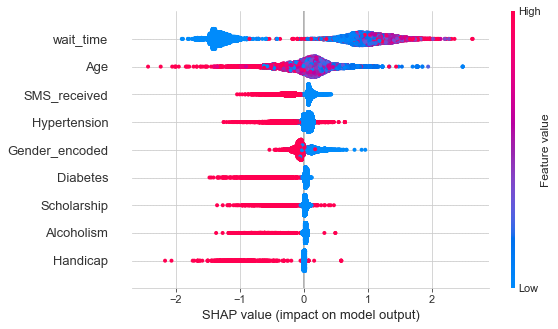 High
wait_time
Age
SMS_received
Hypertension
Gender_encoded
Diabetes
Scholarship
Alcoholism
Handicap
Feature value
Low
−2
−1
0
1
2
SHAP value (impact on model output)